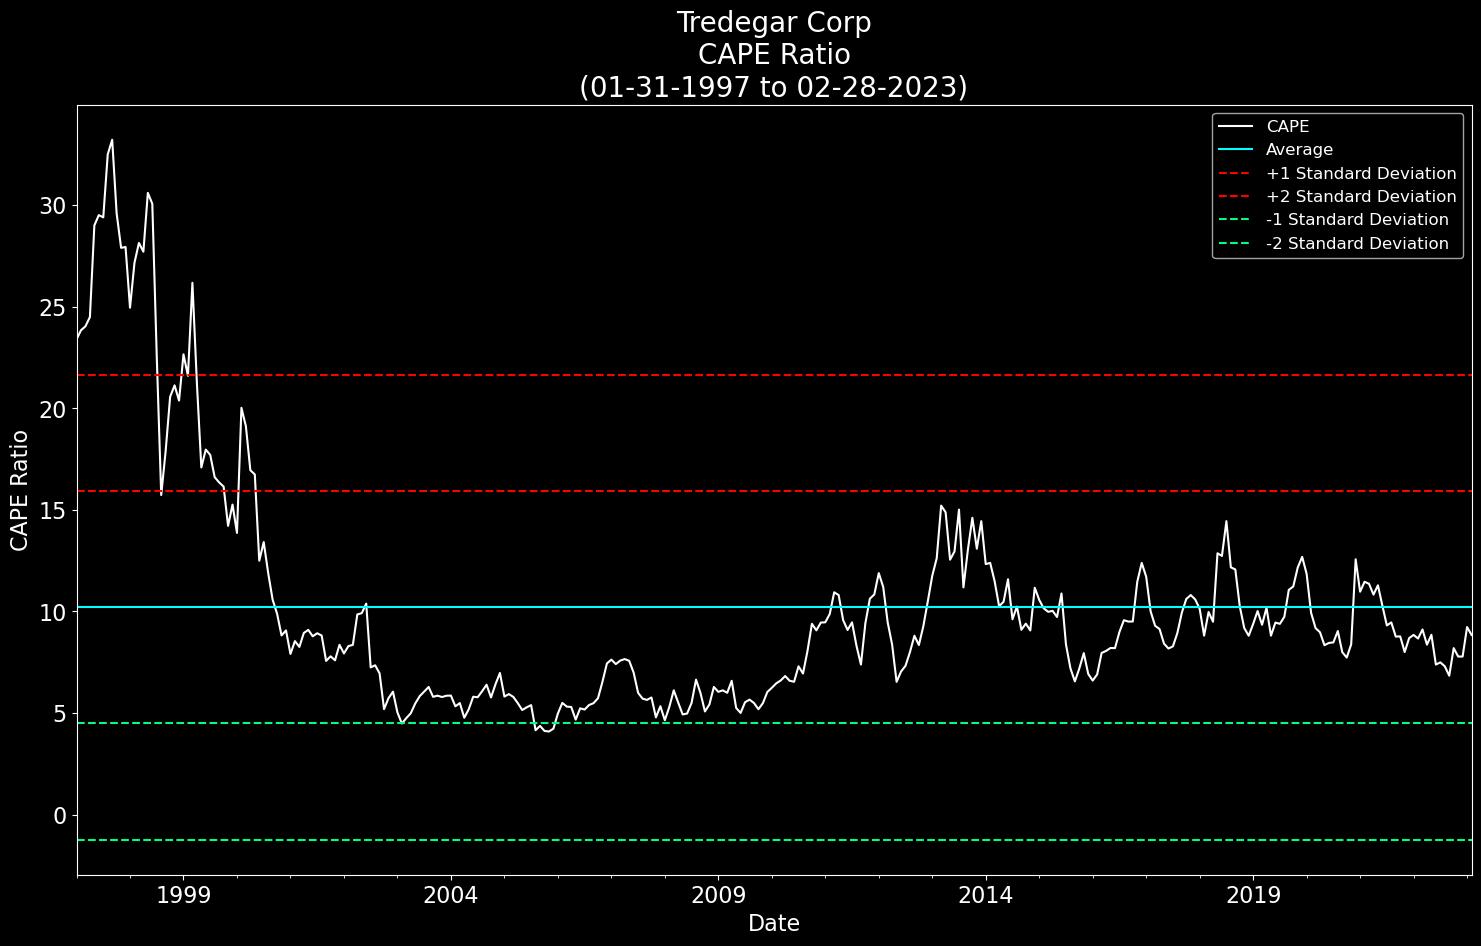 Tredegar Corp
CAPE Ratio
(01-31-1997 to 02-28-2023)
CAPE
Average
+1 Standard Deviation
+2 Standard Deviation
-1 Standard Deviation
-2 Standard Deviation
CAPE Ratio
30
25
20
15
10
5
0
1999 2004 2009 2014 2019
Date